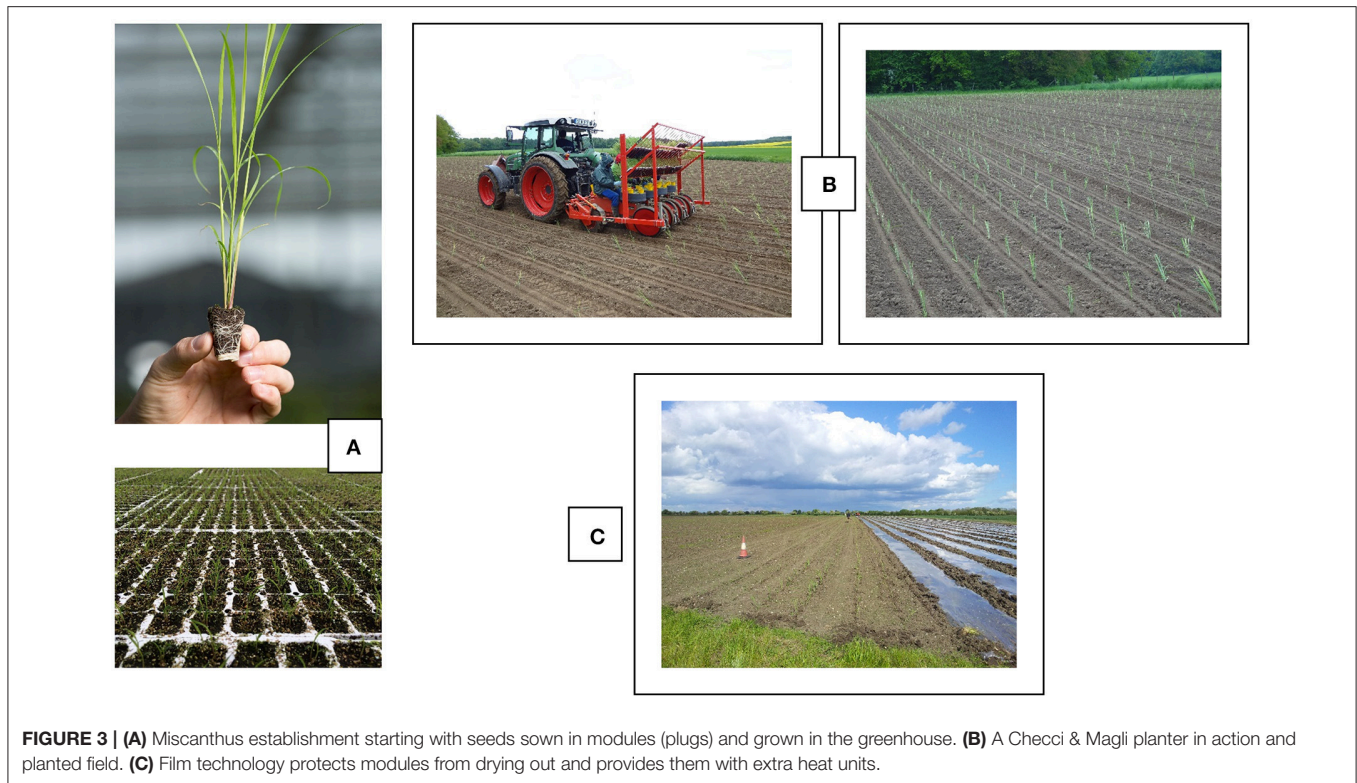 A
B
C
FIGURE 3 | (A) Miscanthus establishment starting with seeds sown in modules (plugs) and grown in the greenhouse. (B) A Checci & Magli planter in action and
planted field. (C) Film technology protects modules from drying out and provides them with extra heat units.